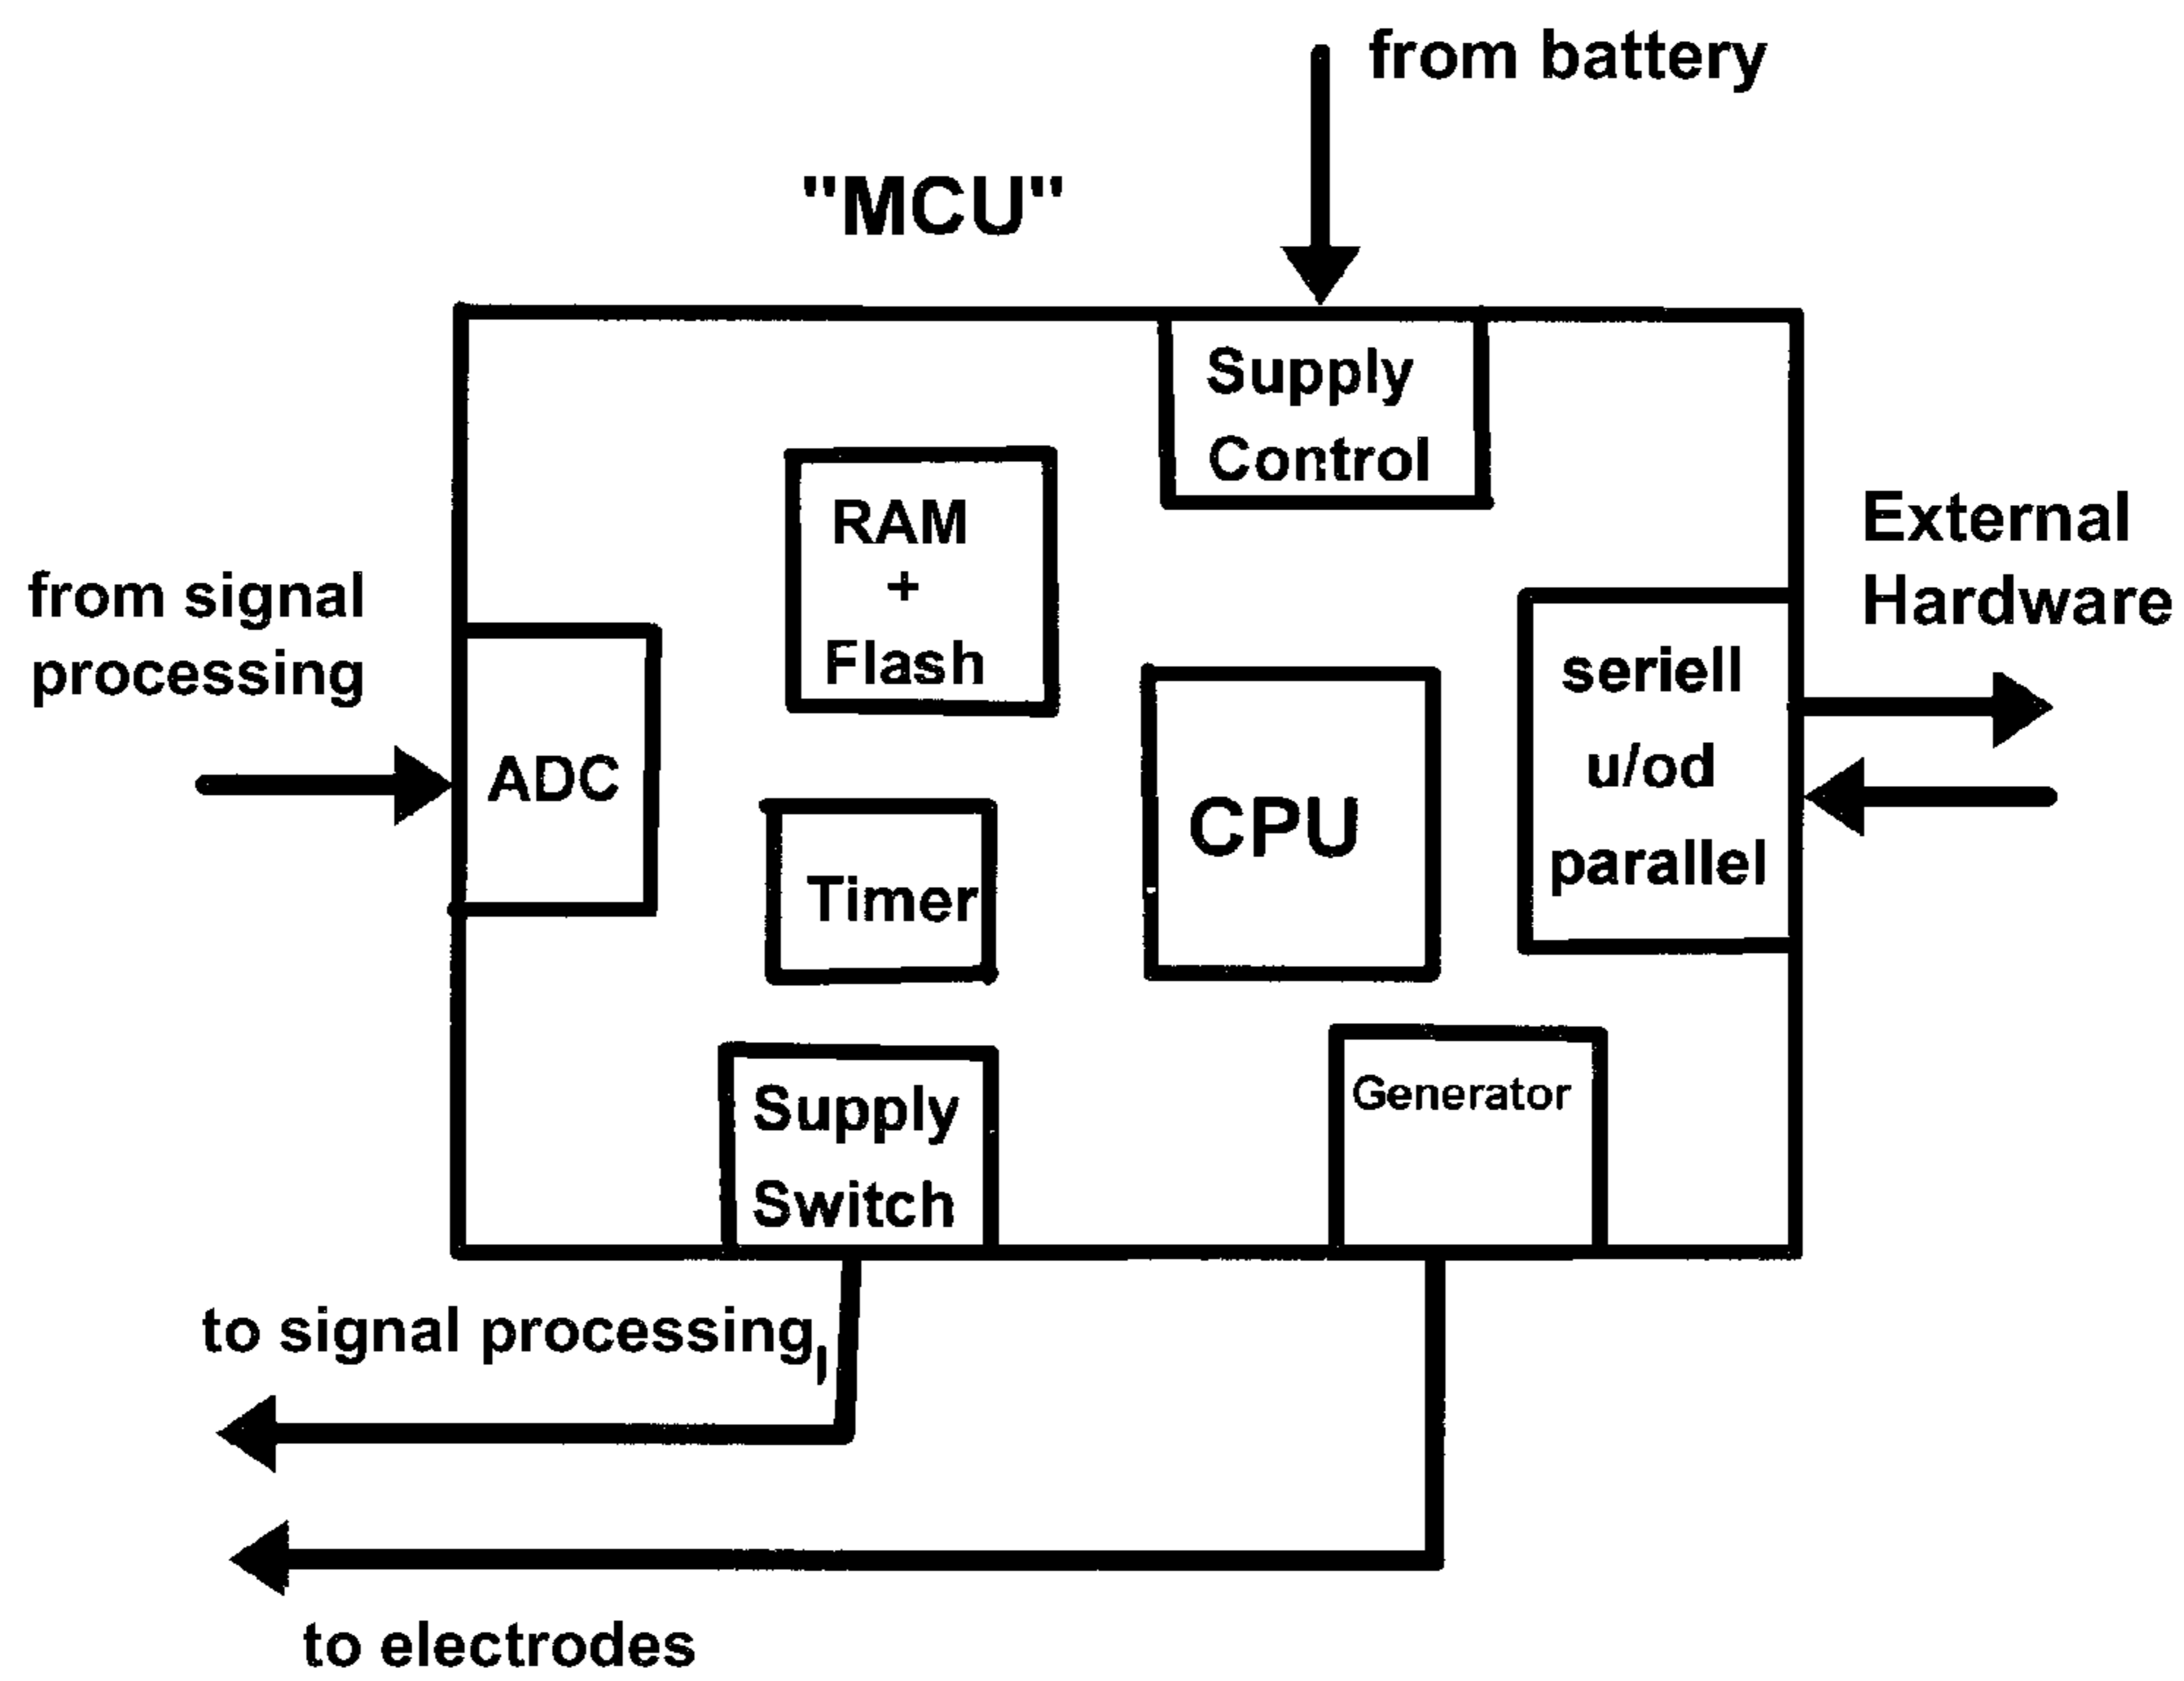 from battery
"MCU"
Supply
Control
RAM
+
Flash
External
Hardware
from signal
processing
seriell
u/od
parallel
ADC
CPU
Timer
Supply
Switch
Generator
to signal processing,
to electrodes